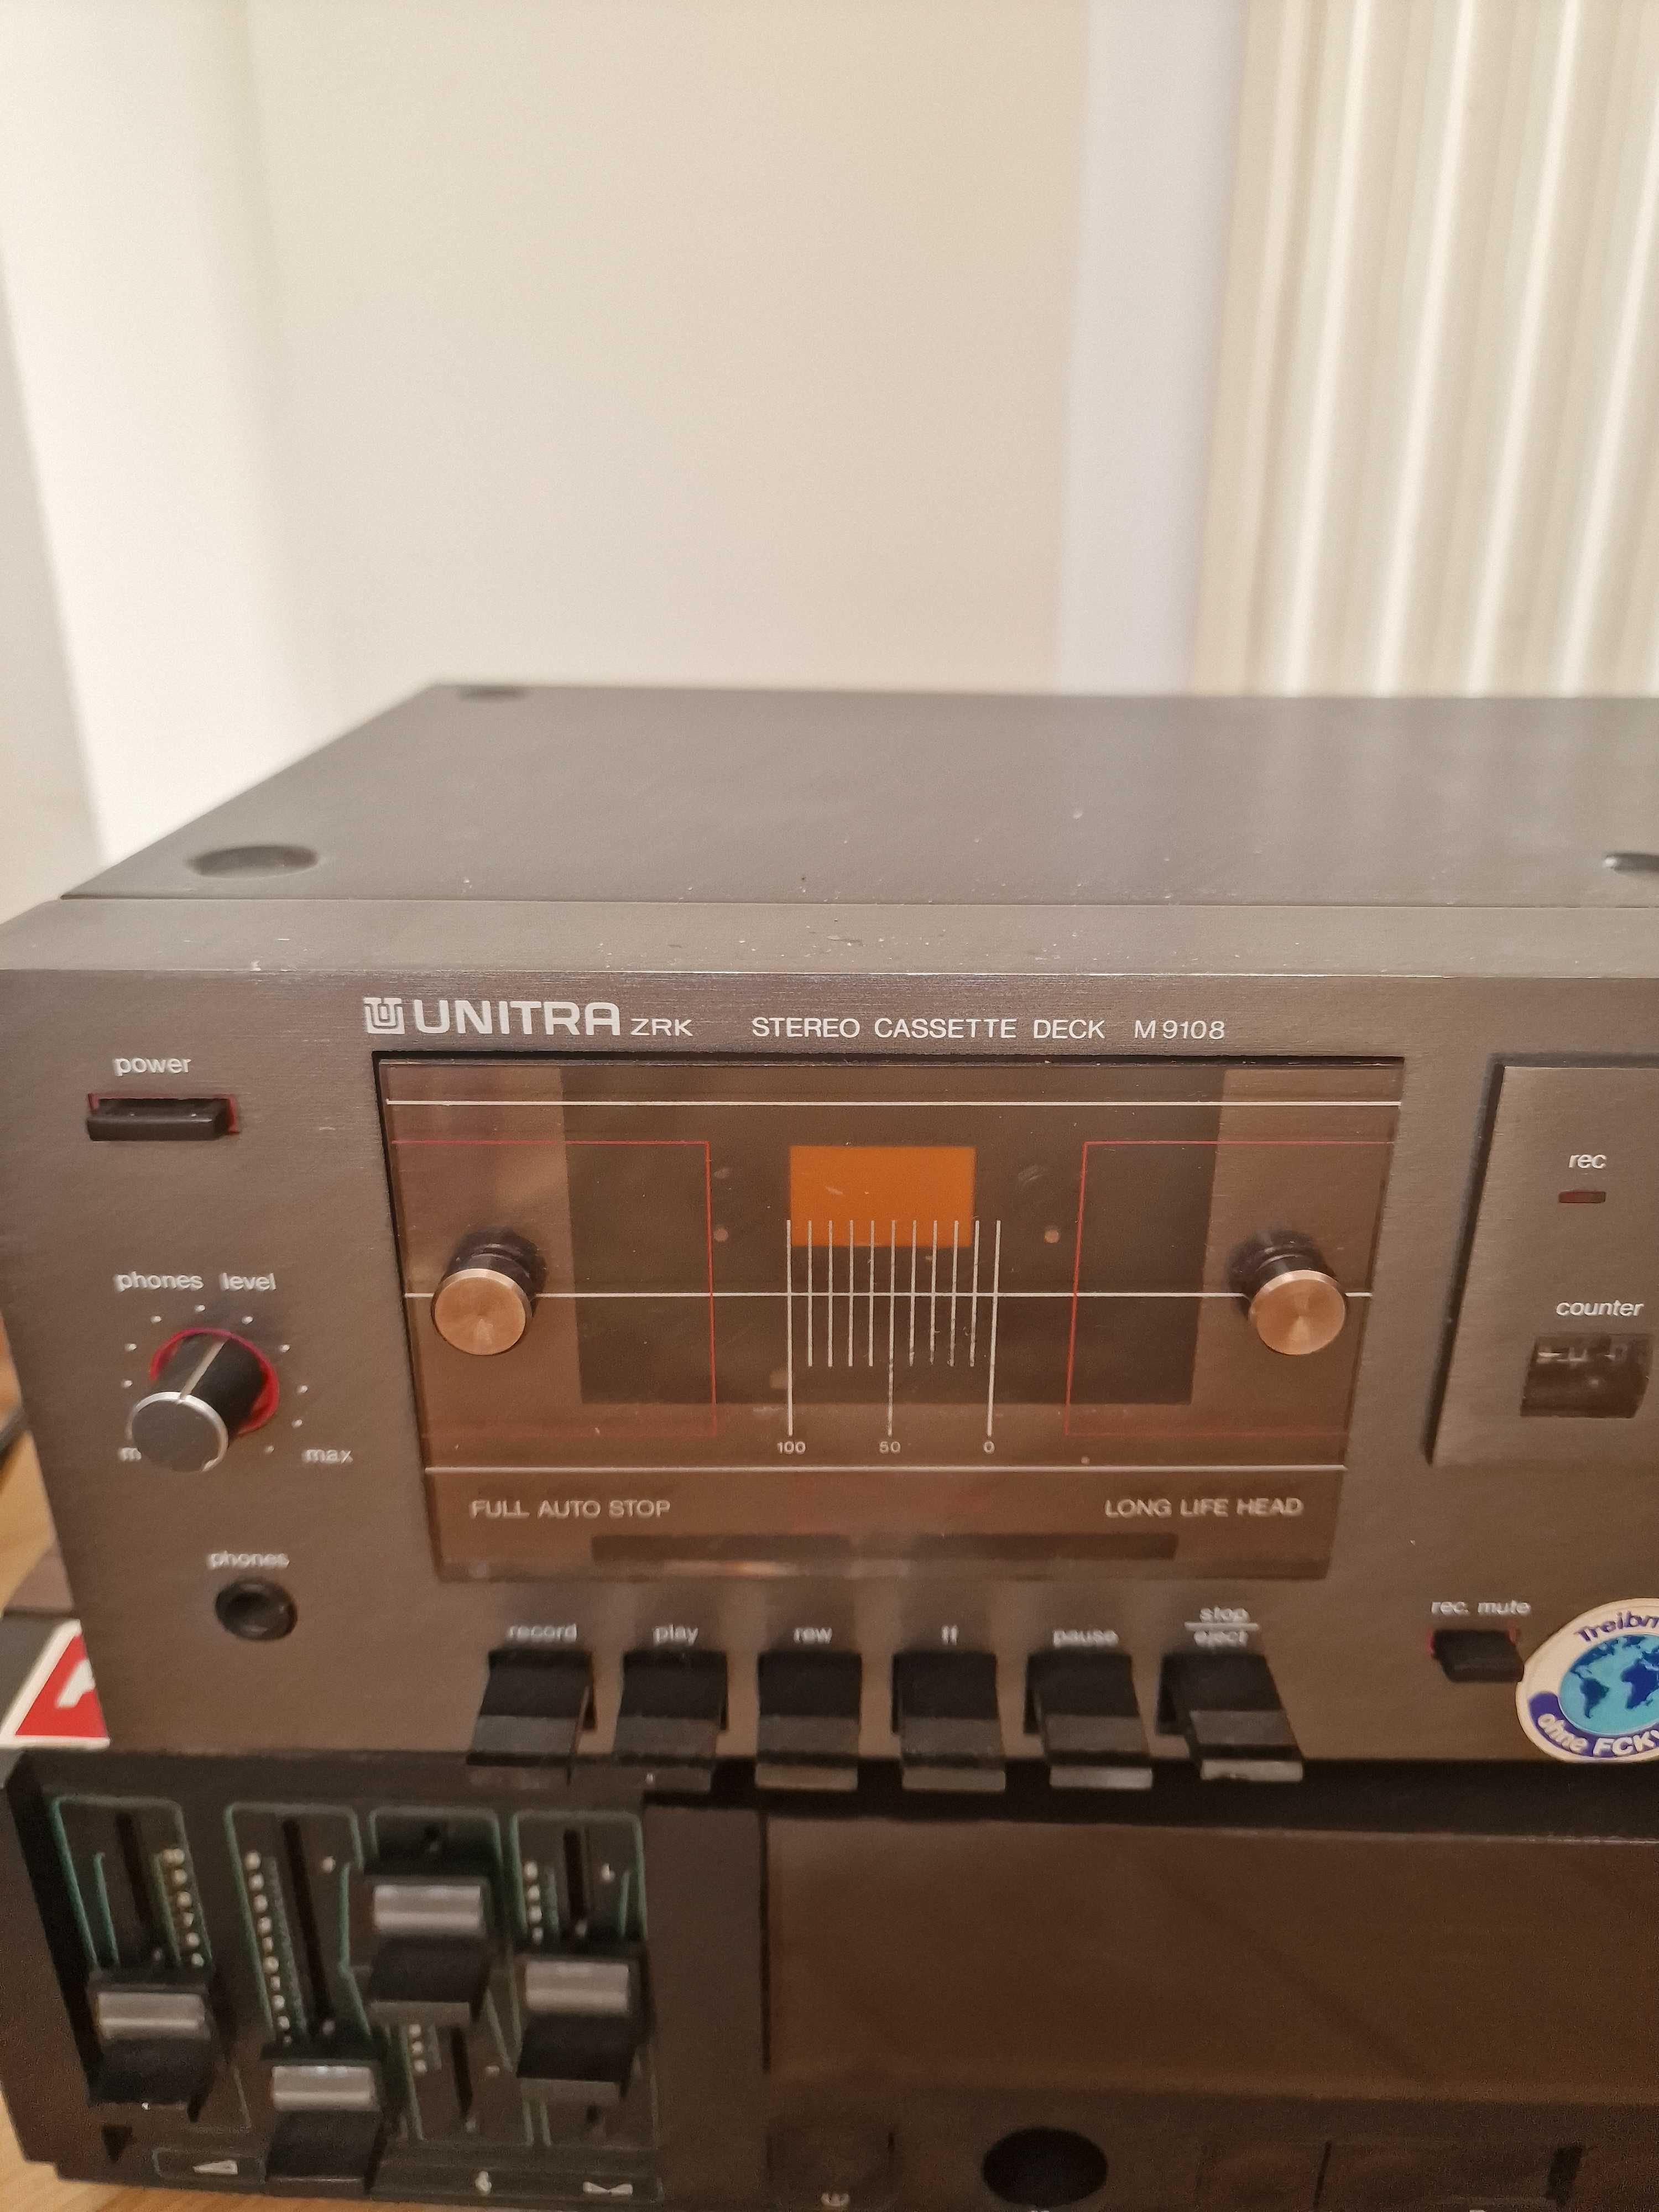 UNITRA ZRK STEREO CASSETTE DECK M 9108
power
rec
phones level
counter
max
100 50 0
FULL AUTO STOP LONG LIFE HEAD
phones
record play rew ff pause stop
eject
rec. mute
ohne